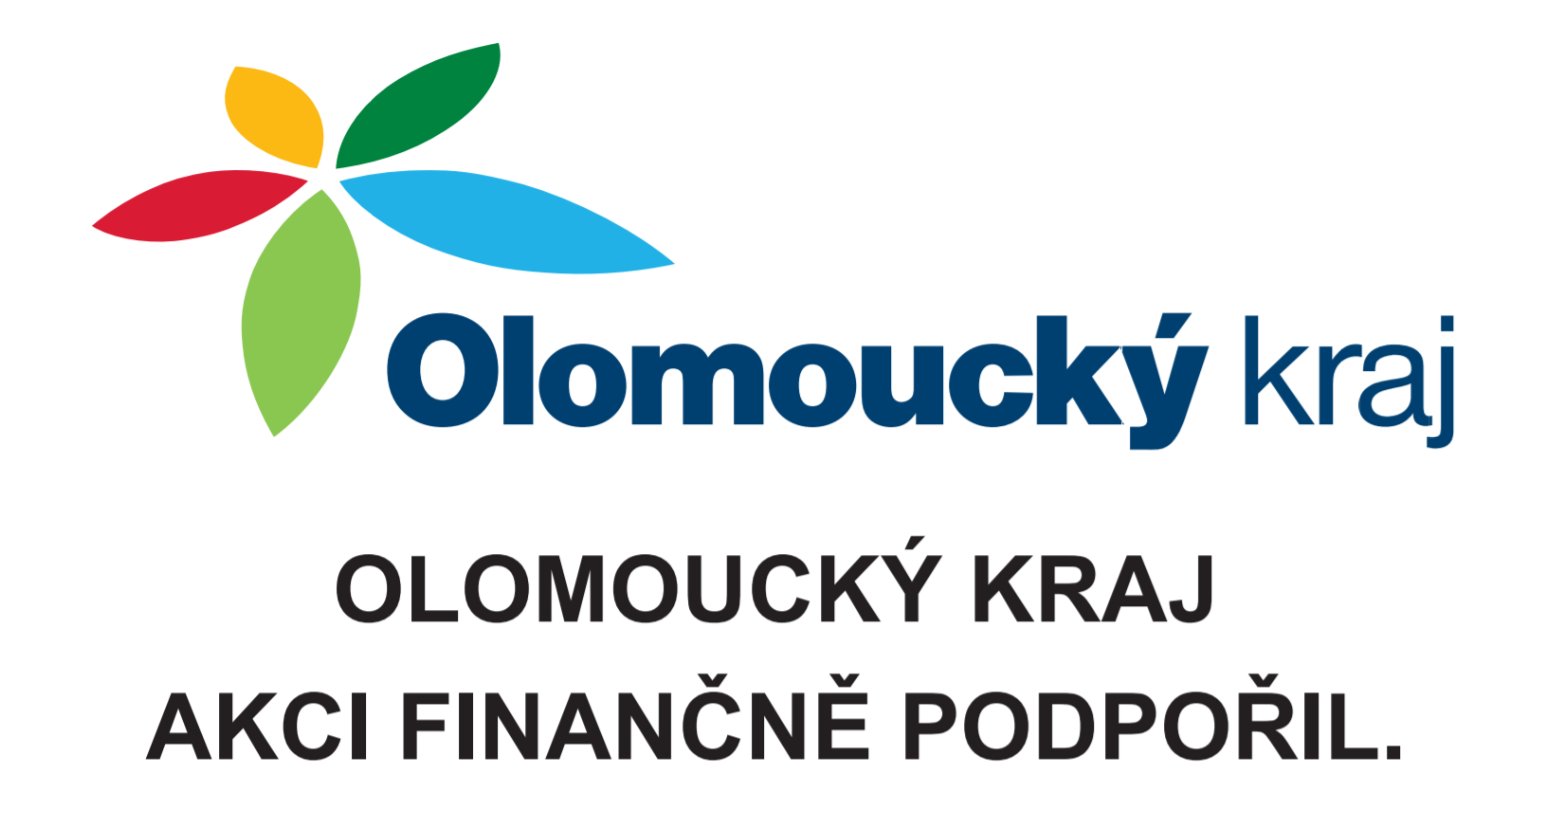 Olomoucký kraj
OLOMOUCKÝ KRAJ
AKCI FINANČNĚ PODPOŘIL.